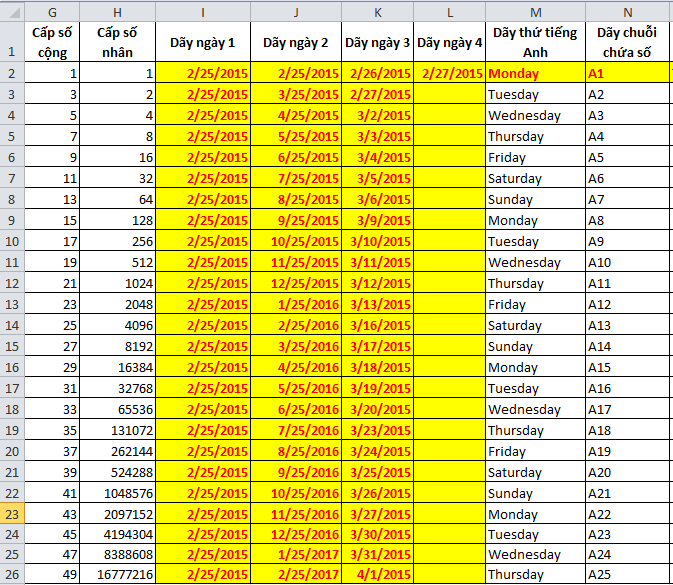 G H I J K L M N
1 Cấp số cộng Cấp số nhân Dãy ngày 1 Dãy ngày 2 Dãy ngày 3 Dãy ngày 4 Dãy thứ tiếng Anh Dãy chuỗi chứa số
2 1 1 2/25/2015 2/25/2015 2/26/2015 2/27/2015 Monday A1
3 3 2 2/25/2015 3/25/2015 2/27/2015 Tuesday A2
4 5 4 2/25/2015 4/25/2015 3/2/2015 Wednesday A3
5 7 8 2/25/2015 5/25/2015 3/3/2015 Thursday A4
6 9 16 2/25/2015 6/25/2015 3/4/2015 Friday A5
7 11 32 2/25/2015 7/25/2015 3/5/2015 Saturday A6
8 13 64 2/25/2015 8/25/2015 3/6/2015 Sunday A7
9 15 128 2/25/2015 9/25/2015 3/9/2015 Monday A8
10 17 256 2/25/2015 10/25/2015 3/10/2015 Tuesday A9
11 19 512 2/25/2015 11/25/2015 3/11/2015 Wednesday A10
12 21 1024 2/25/2015 12/25/2015 3/12/2015 Thursday A11
13 23 2048 2/25/2015 1/25/2016 3/13/2015 Friday A12
14 25 4096 2/25/2015 2/25/2016 3/16/2015 Saturday A13
15 27 8192 2/25/2015 3/25/2016 3/17/2015 Sunday A14
16 29 16384 2/25/2015 4/25/2016 3/18/2015 Monday A15
17 31 32768 2/25/2015 5/25/2016 3/19/2015 Tuesday A16
18 33 65536 2/25/2015 6/25/2016 3/20/2015 Wednesday A17
19 35 131072 2/25/2015 7/25/2016 3/23/2015 Thursday A18
20 37 262144 2/25/2015 8/25/2016 3/24/2015 Friday A19
21 39 524288 2/25/2015 9/25/2016 3/25/2015 Saturday A20
22 41 1048576 2/25/2015 10/25/2016 3/26/2015 Sunday A21
23 43 2097152 2/25/2015 11/25/2016 3/27/2015 Monday A22
24 45 4194304 2/25/2015 12/25/2016 3/30/2015 Tuesday A23
25 47 8388608 2/25/2015 1/25/2017 3/31/2015 Wednesday A24
26 49 16777216 2/25/2015 2/25/2017 4/1/2015 Thursday A25